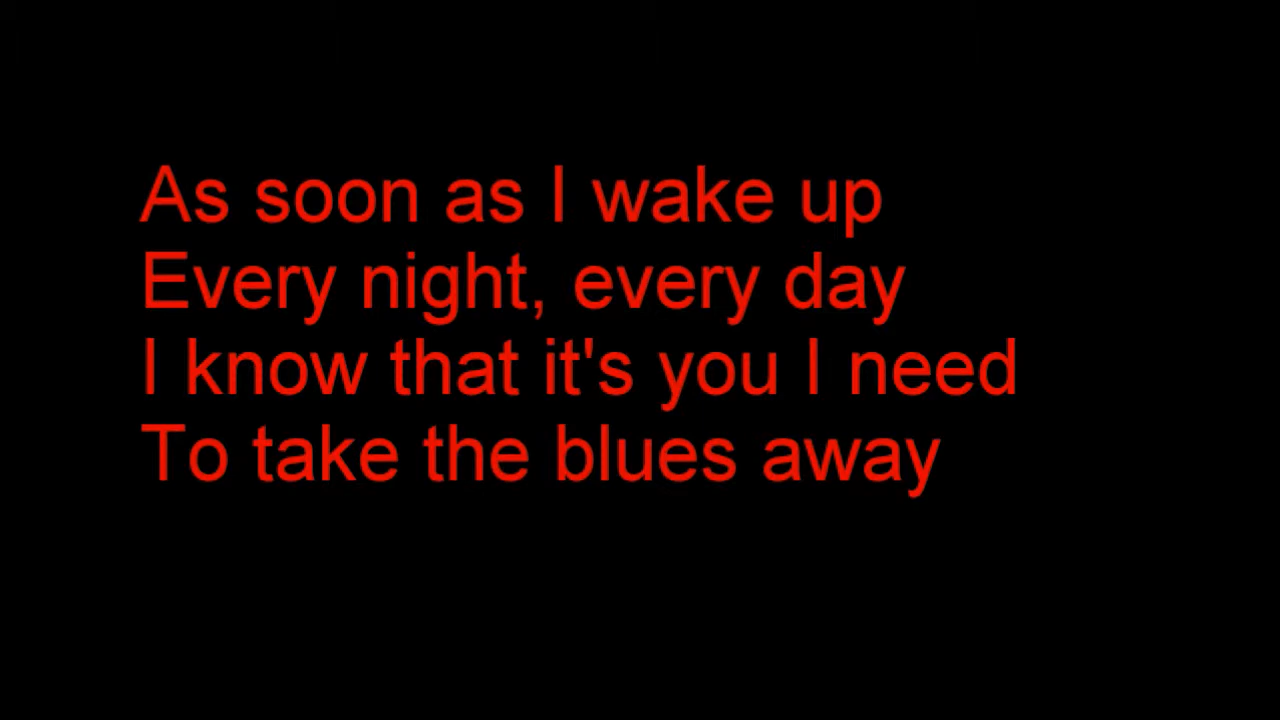 As soon as I wake up
Every night, every day
I know that it's you I need
To take the blues away